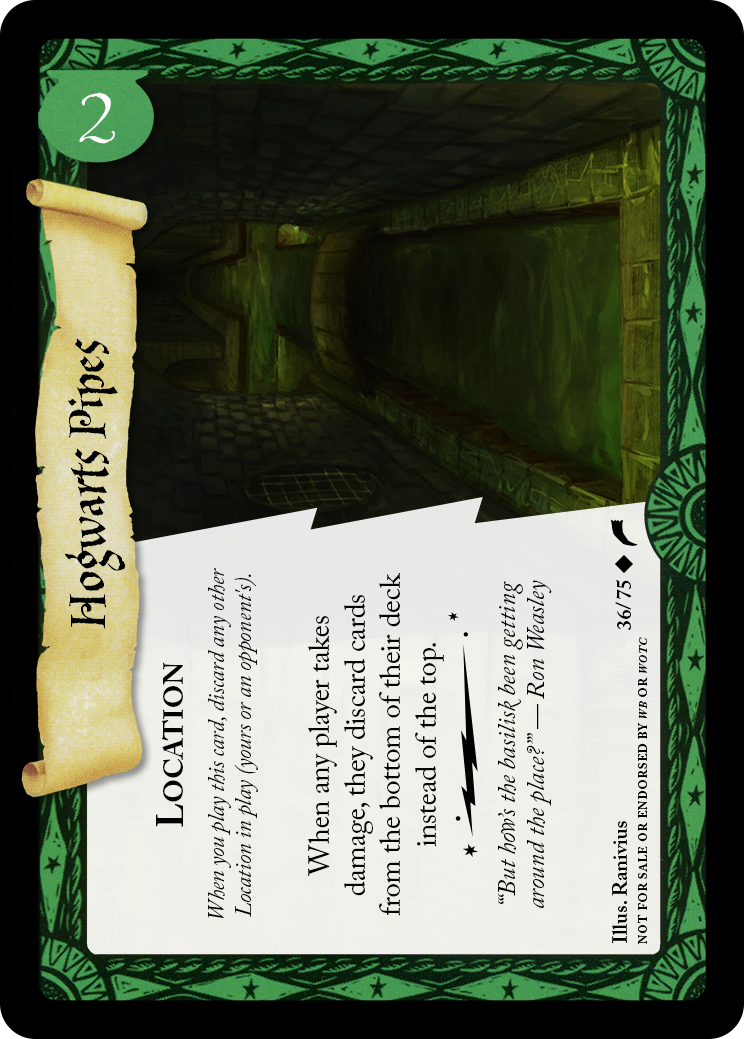 2
Hogwarts Pipes
LOCATION
When you play this card, discard any other
Location in play (yours or an opponent's).
When any player takes
damage, they discard cards
from the bottom of their deck
instead of the top.
“‘But how's the basilisk been getting
around the place?’” — Ron Weasley
Illus. Ranivius
36/75
NOT FOR SALE OR ENDORSED BY WB OR WOTC